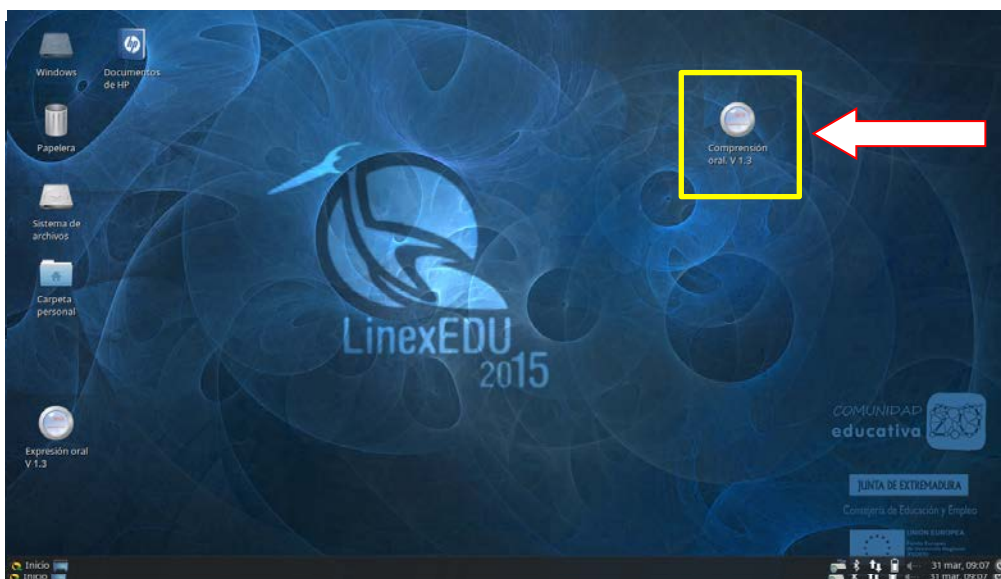 Windows
Documentos
de HP
Papelera
Sistema de
archivos
Carpeta
personal
Expresión oral
V 1.3
Comprensión
oral. V 1.3
LinexEDU
2015
COMUNIDAD
educativa
2.0
JUNTA DE EXTREMADURA
Consejería de Educación y Empleo
UNIÓN EUROPEA
Inicio
31 mar, 09:07
Inicio
31 mar, 09:07